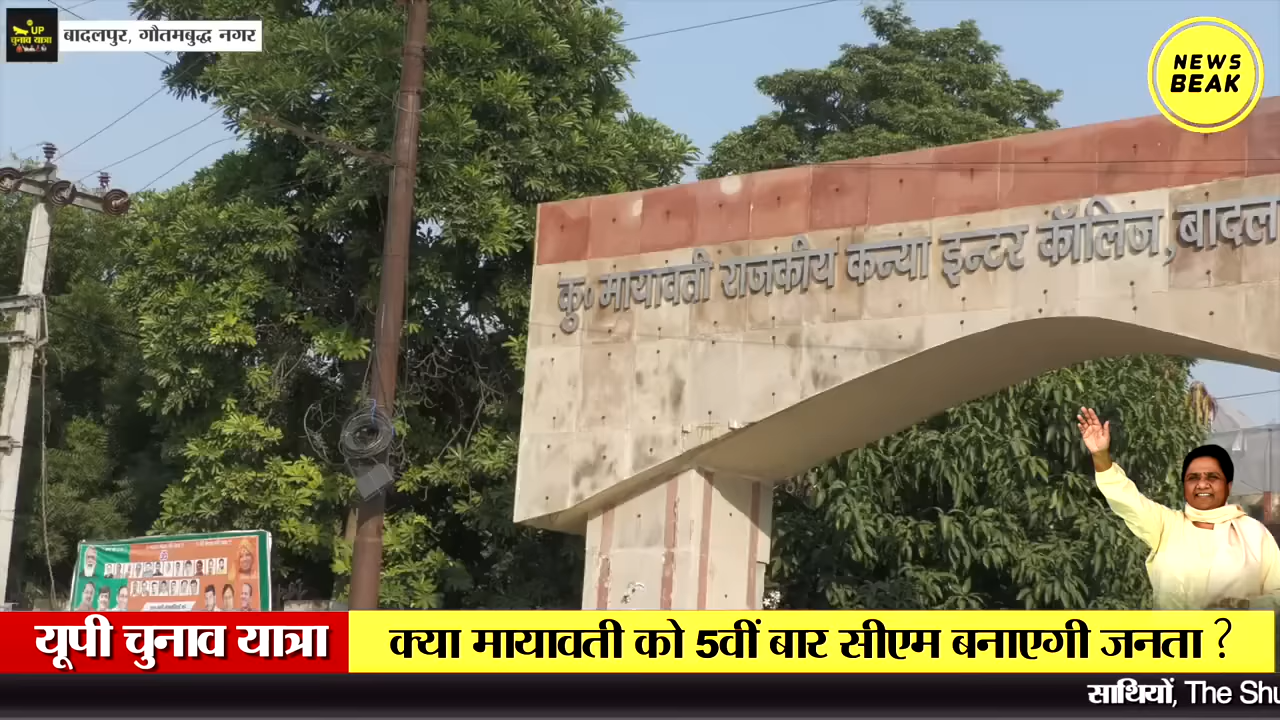 UP
चुनाव यात्रा
बादलपुर, गौतमबुद्ध नगर
NEWS
BEAK
कु० मायावती राजकीय कन्या इन्टर कॉलिज, बादल
यूपी चुनाव यात्रा
क्या मायावती को 5वीं बार सीएम बनाएगी जनता ?
साथियों, The Shu